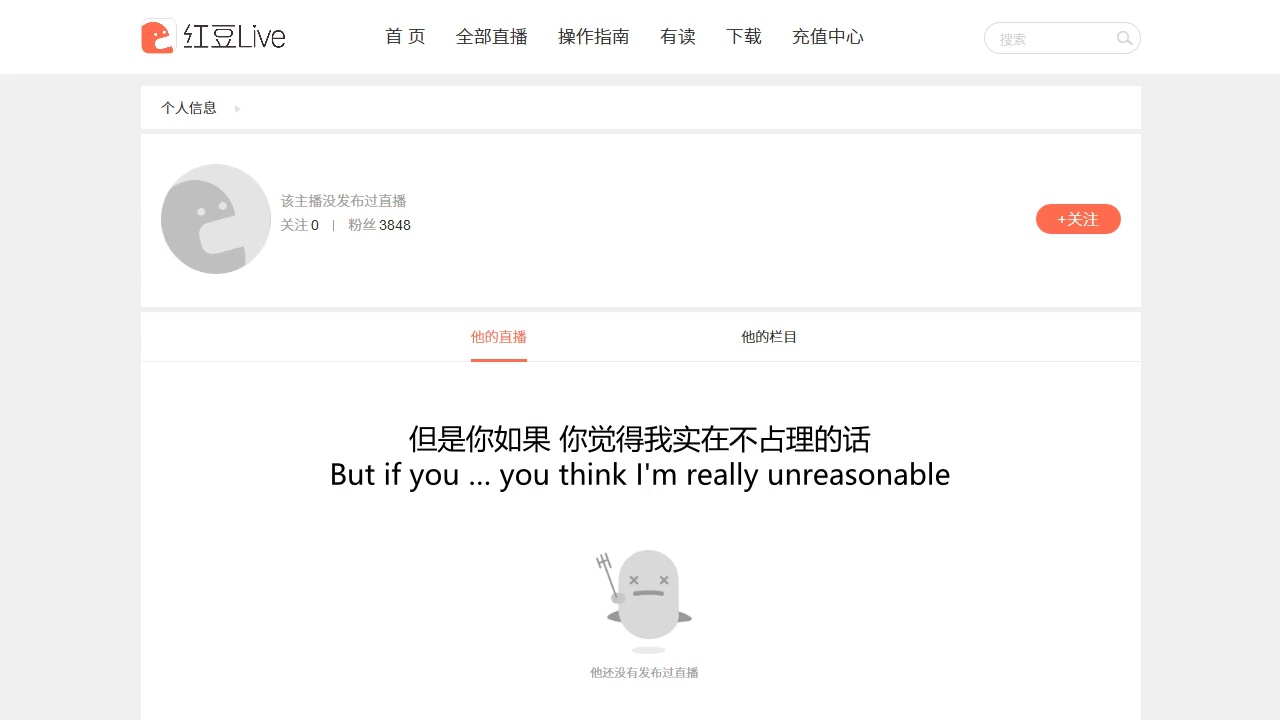 红豆Live
首 页 全部直播 操作指南 有读 下载 充值中心
搜索
个人信息
该主播没发布过直播
关注 0 | 粉丝 3848
+关注
他的直播 他的栏目
但是你如果 你觉得我实在不占理的话
But if you ... you think I'm really unreasonable
他还没有发布过直播